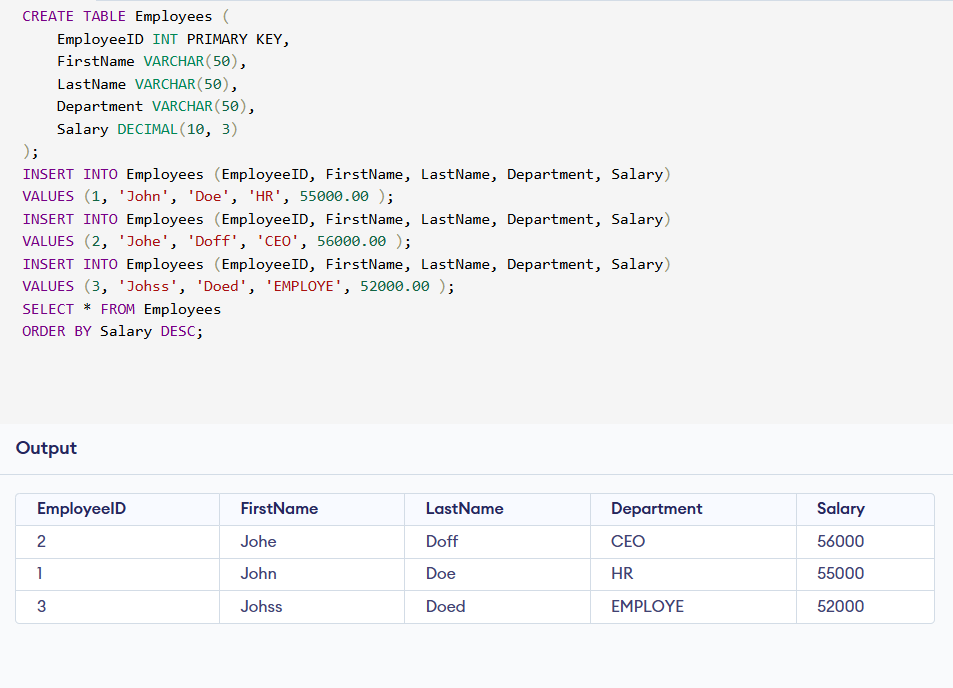 CREATE TABLE Employees (
    EmployeeID INT PRIMARY KEY,
    FirstName VARCHAR(50),
    LastName VARCHAR(50),
    Department VARCHAR(50),
    Salary DECIMAL(10, 3)
);
INSERT INTO Employees (EmployeeID, FirstName, LastName, Department, Salary)
VALUES (1, 'John', 'Doe', 'HR', 55000.00 );
INSERT INTO Employees (EmployeeID, FirstName, LastName, Department, Salary)
VALUES (2, 'Johe', 'Doff', 'CEO', 56000.00 );
INSERT INTO Employees (EmployeeID, FirstName, LastName, Department, Salary)
VALUES (3, 'Johss', 'Doed', 'EMPLOYE', 52000.00 );
SELECT * FROM Employees
ORDER BY Salary DESC;
Output
EmployeeID FirstName LastName Department Salary
2 Johe Doff CEO 56000
1 John Doe HR 55000
3 Johss Doed EMPLOYE 52000